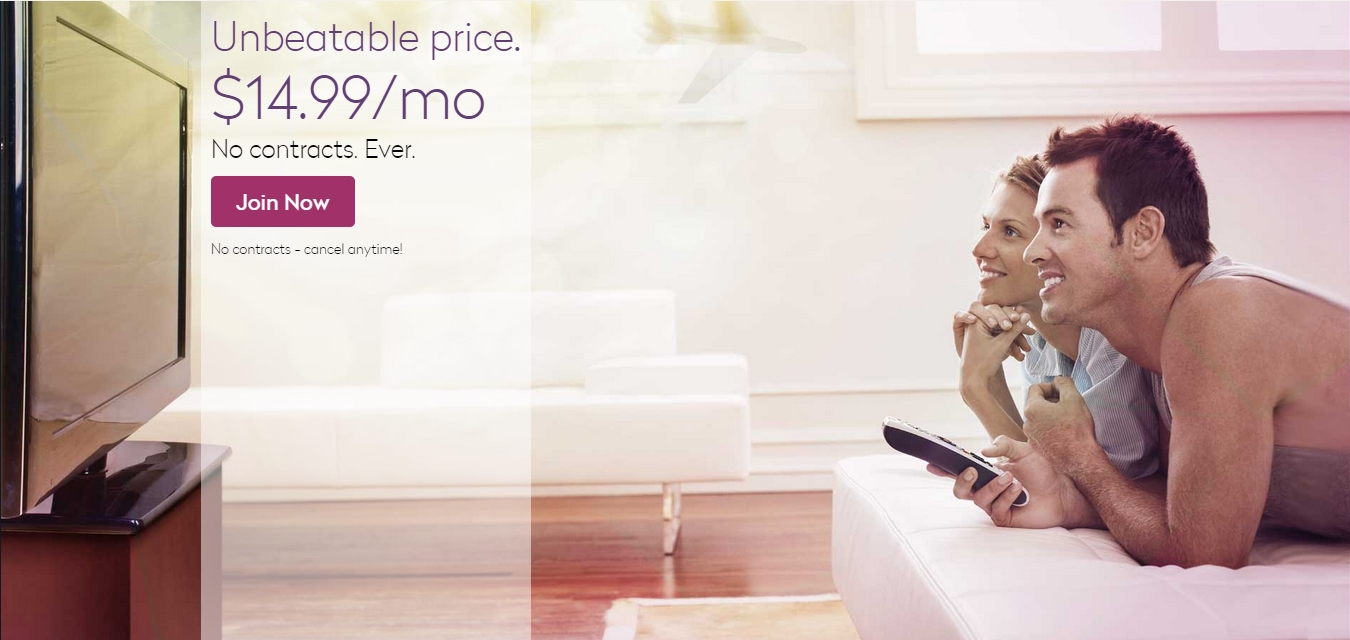 Unbeatable price.
$14.99/mo
No contracts. Ever.
Join Now
No contracts - cancel anytime!